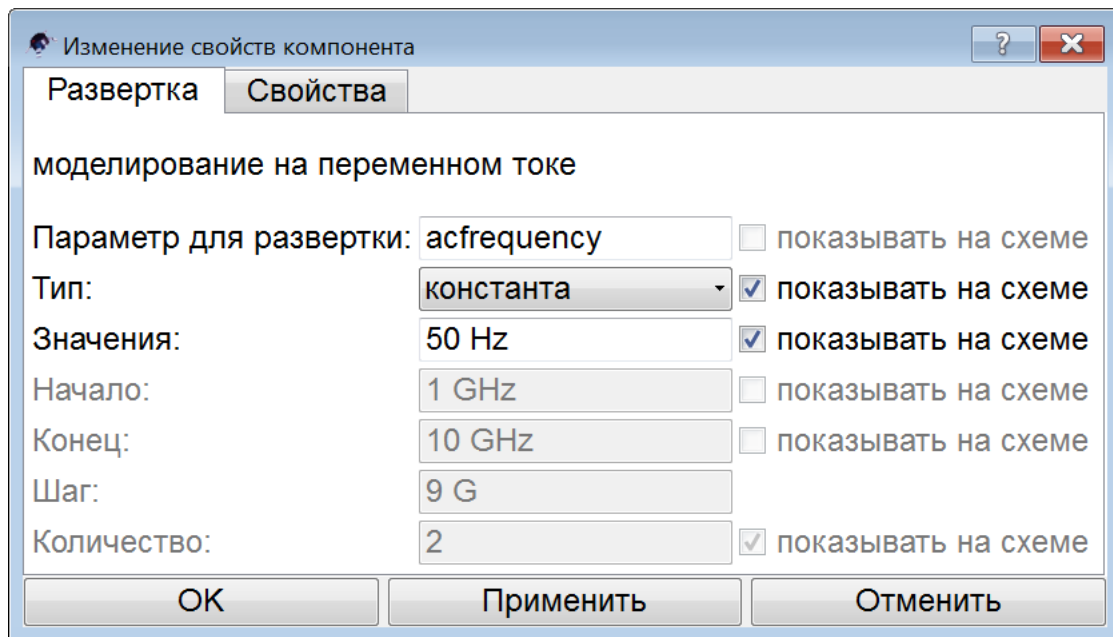 Изменение свойств компонента
?
Развертка Свойства
моделирование на переменном токе
Параметр для развертки: acfrequency показывать на схеме
Тип: константа показывать на схеме
Значения: 50 Hz показывать на схеме
Начало: 1 GHz показывать на схеме
Конец: 10 GHz показывать на схеме
Шаг: 9 G
Количество: 2 показывать на схеме
OK Применить Отменить